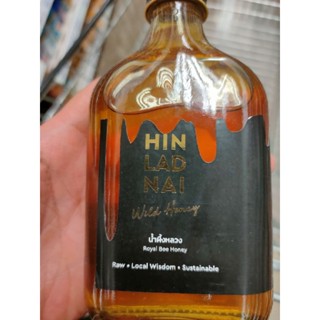 HIN
LAD
NAI
Wild Honey
น้ำผึ้งหลวง
Royal Bee Honey
Raw • Local Wisdom • Sustainable